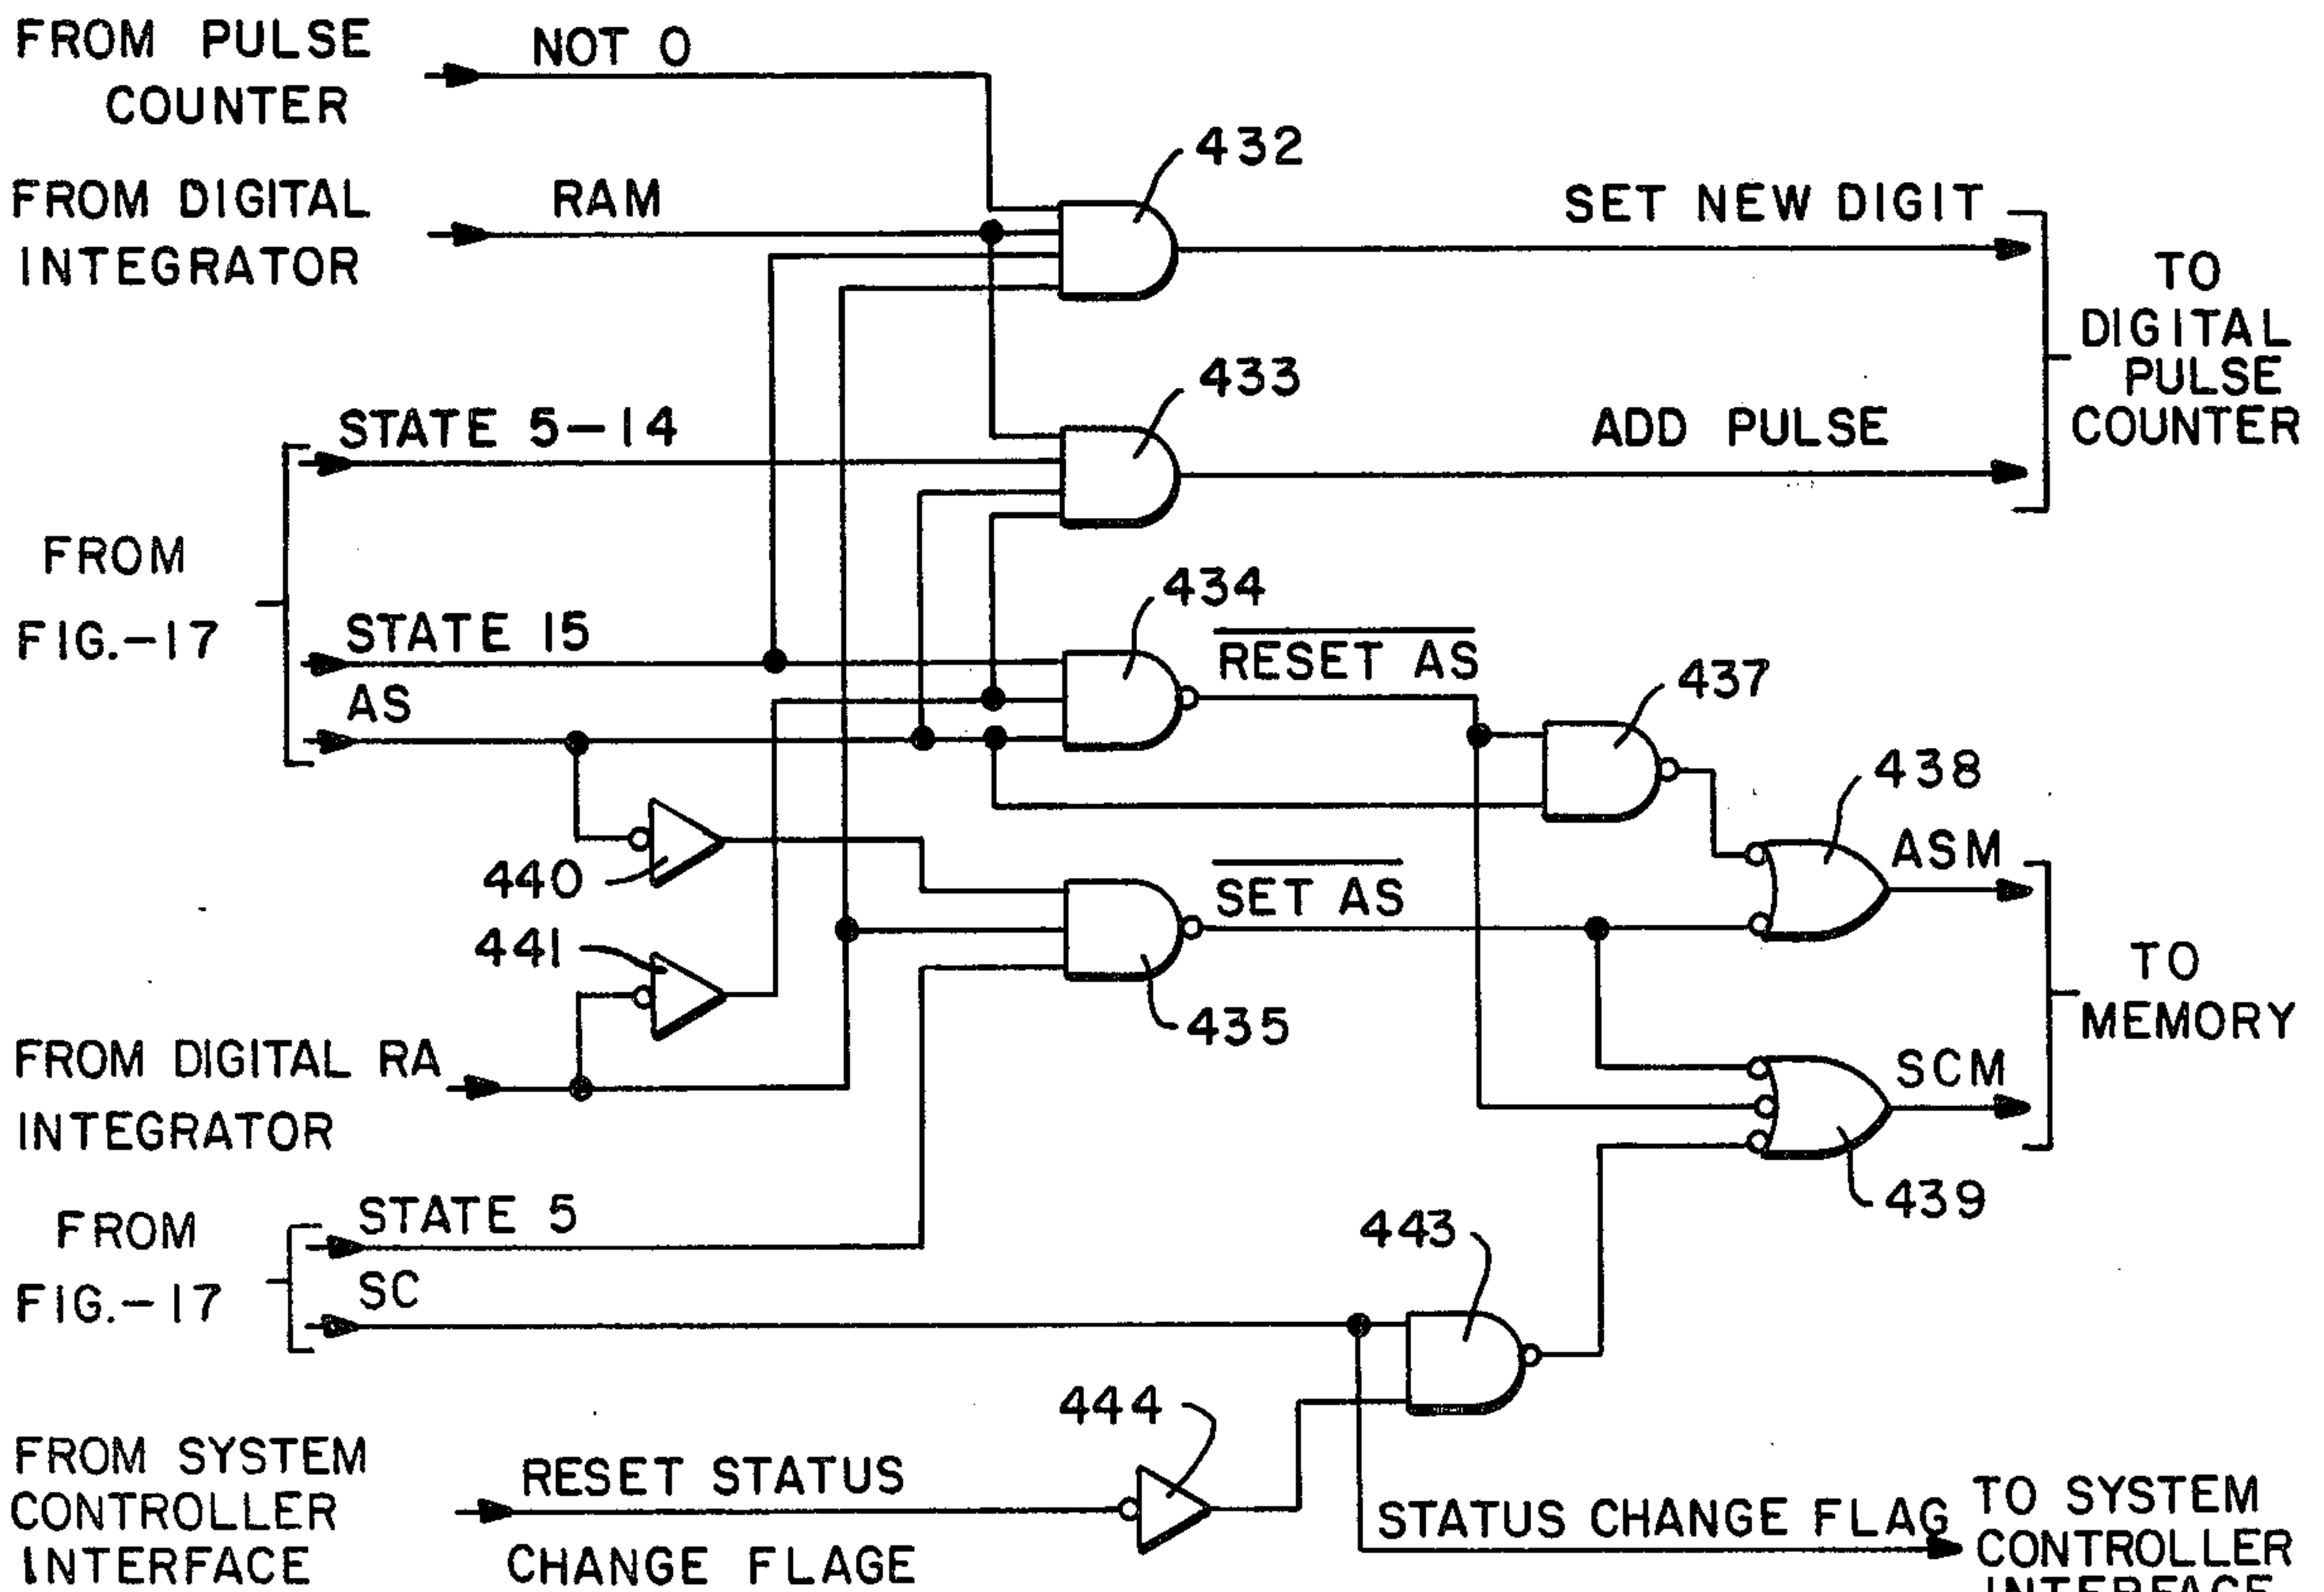 FROM PULSE
COUNTER
NOT 0
432
FROM DIGITAL
INTEGRATOR
RAM
SET NEW DIGIT
TO
DIGITAL
PULSE
COUNTER
433
STATE 5-14
ADD PULSE
FROM
FIG.-17
STATE 15
AS
434
RESET AS
437
438
ASM
440
SET AS
441
435
TO
MEMORY
FROM DIGITAL RA
INTEGRATOR
SCM
439
FROM
FIG.-17
STATE 5
SC
443
444
FROM SYSTEM
CONTROLLER
INTERFACE
RESET STATUS
CHANGE FLAGE
STATUS CHANGE FLAG
TO SYSTEM
CONTROLLER
INTERFACE